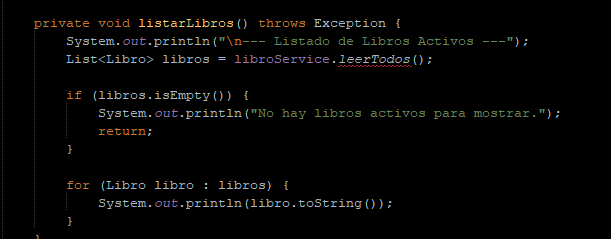 private void listarLibros() throws Exception {
System.out.println("\n--- Listado de Libros Activos ---");
List<Libro> libros = libroService.leerTodos();
if (libros.isEmpty()) {
System.out.println("No hay libros activos para mostrar.");
return;
}
for (Libro libro : libros) {
System.out.println(libro.toString());
}
}